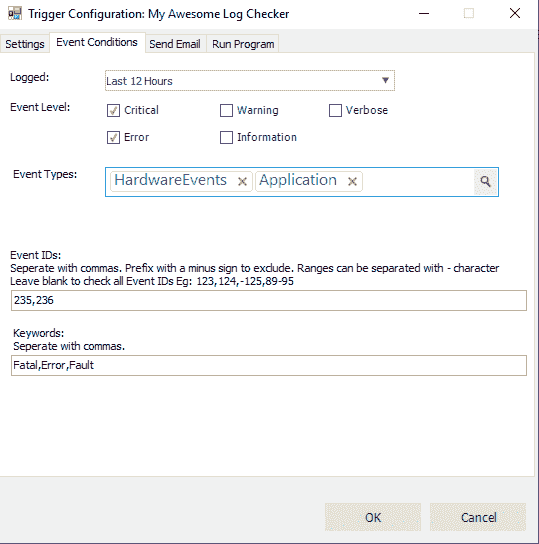 Trigger Configuration: My Awesome Log Checker
Settings Event Conditions Send Email Run Program
Logged: Last 12 Hours
Event Level: Critical Warning Verbose
Error Information
Event Types: HardwareEvents Application
Event IDs:
Seperate with commas. Prefix with a minus sign to exclude. Ranges can be separated with - character
Leave blank to check all Event IDs Eg: 123,124,-125,89-95
235,236
Keywords:
Seperate with commas.
Fatal,Error,Fault
OK Cancel